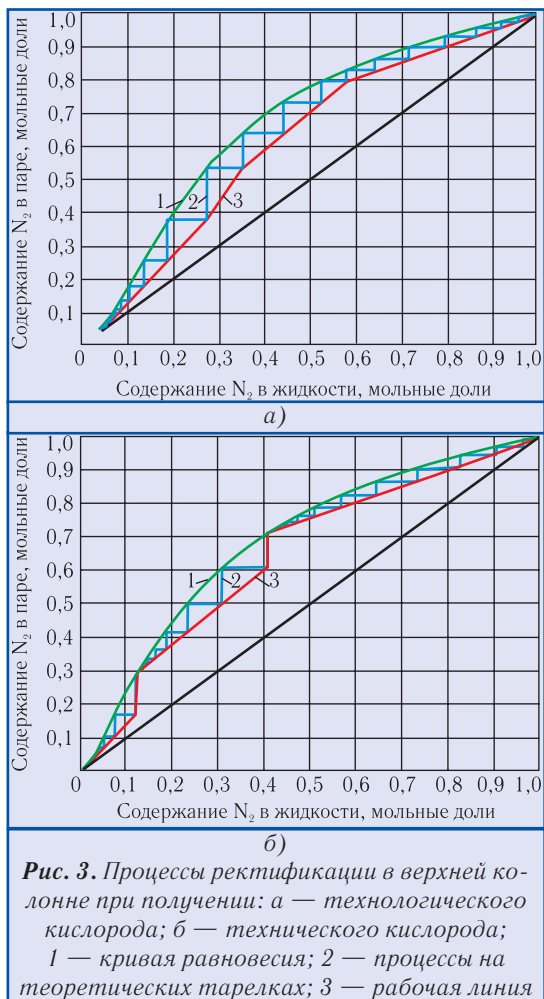 Содержание N₂ в паре, мольные доли
1,0
0,9
0,8
0,7
0,6
0,5
0,4
0,3
0,2
0,1
1
2
3
0 0,1 0,2 0,3 0,4 0,5 0,6 0,7 0,8 0,9 1,0
Содержание N₂ в жидкости, мольные доли
а)
Содержание N₂ в паре, мольные доли
1,0
0,9
0,8
0,7
0,6
0,5
0,4
0,3
0,2
0,1
1
2
3
0 0,1 0,2 0,3 0,4 0,5 0,6 0,7 0,8 0,9 1,0
Содержание N₂ в жидкости, мольные доли
б)
Рис. 3. Процессы ректификации в верхней ко-
лонне при получении: а — технологического
кислорода; б — технического кислорода;
1 — кривая равновесия; 2 — процессы на
теоретических тарелках; 3 — рабочая линия